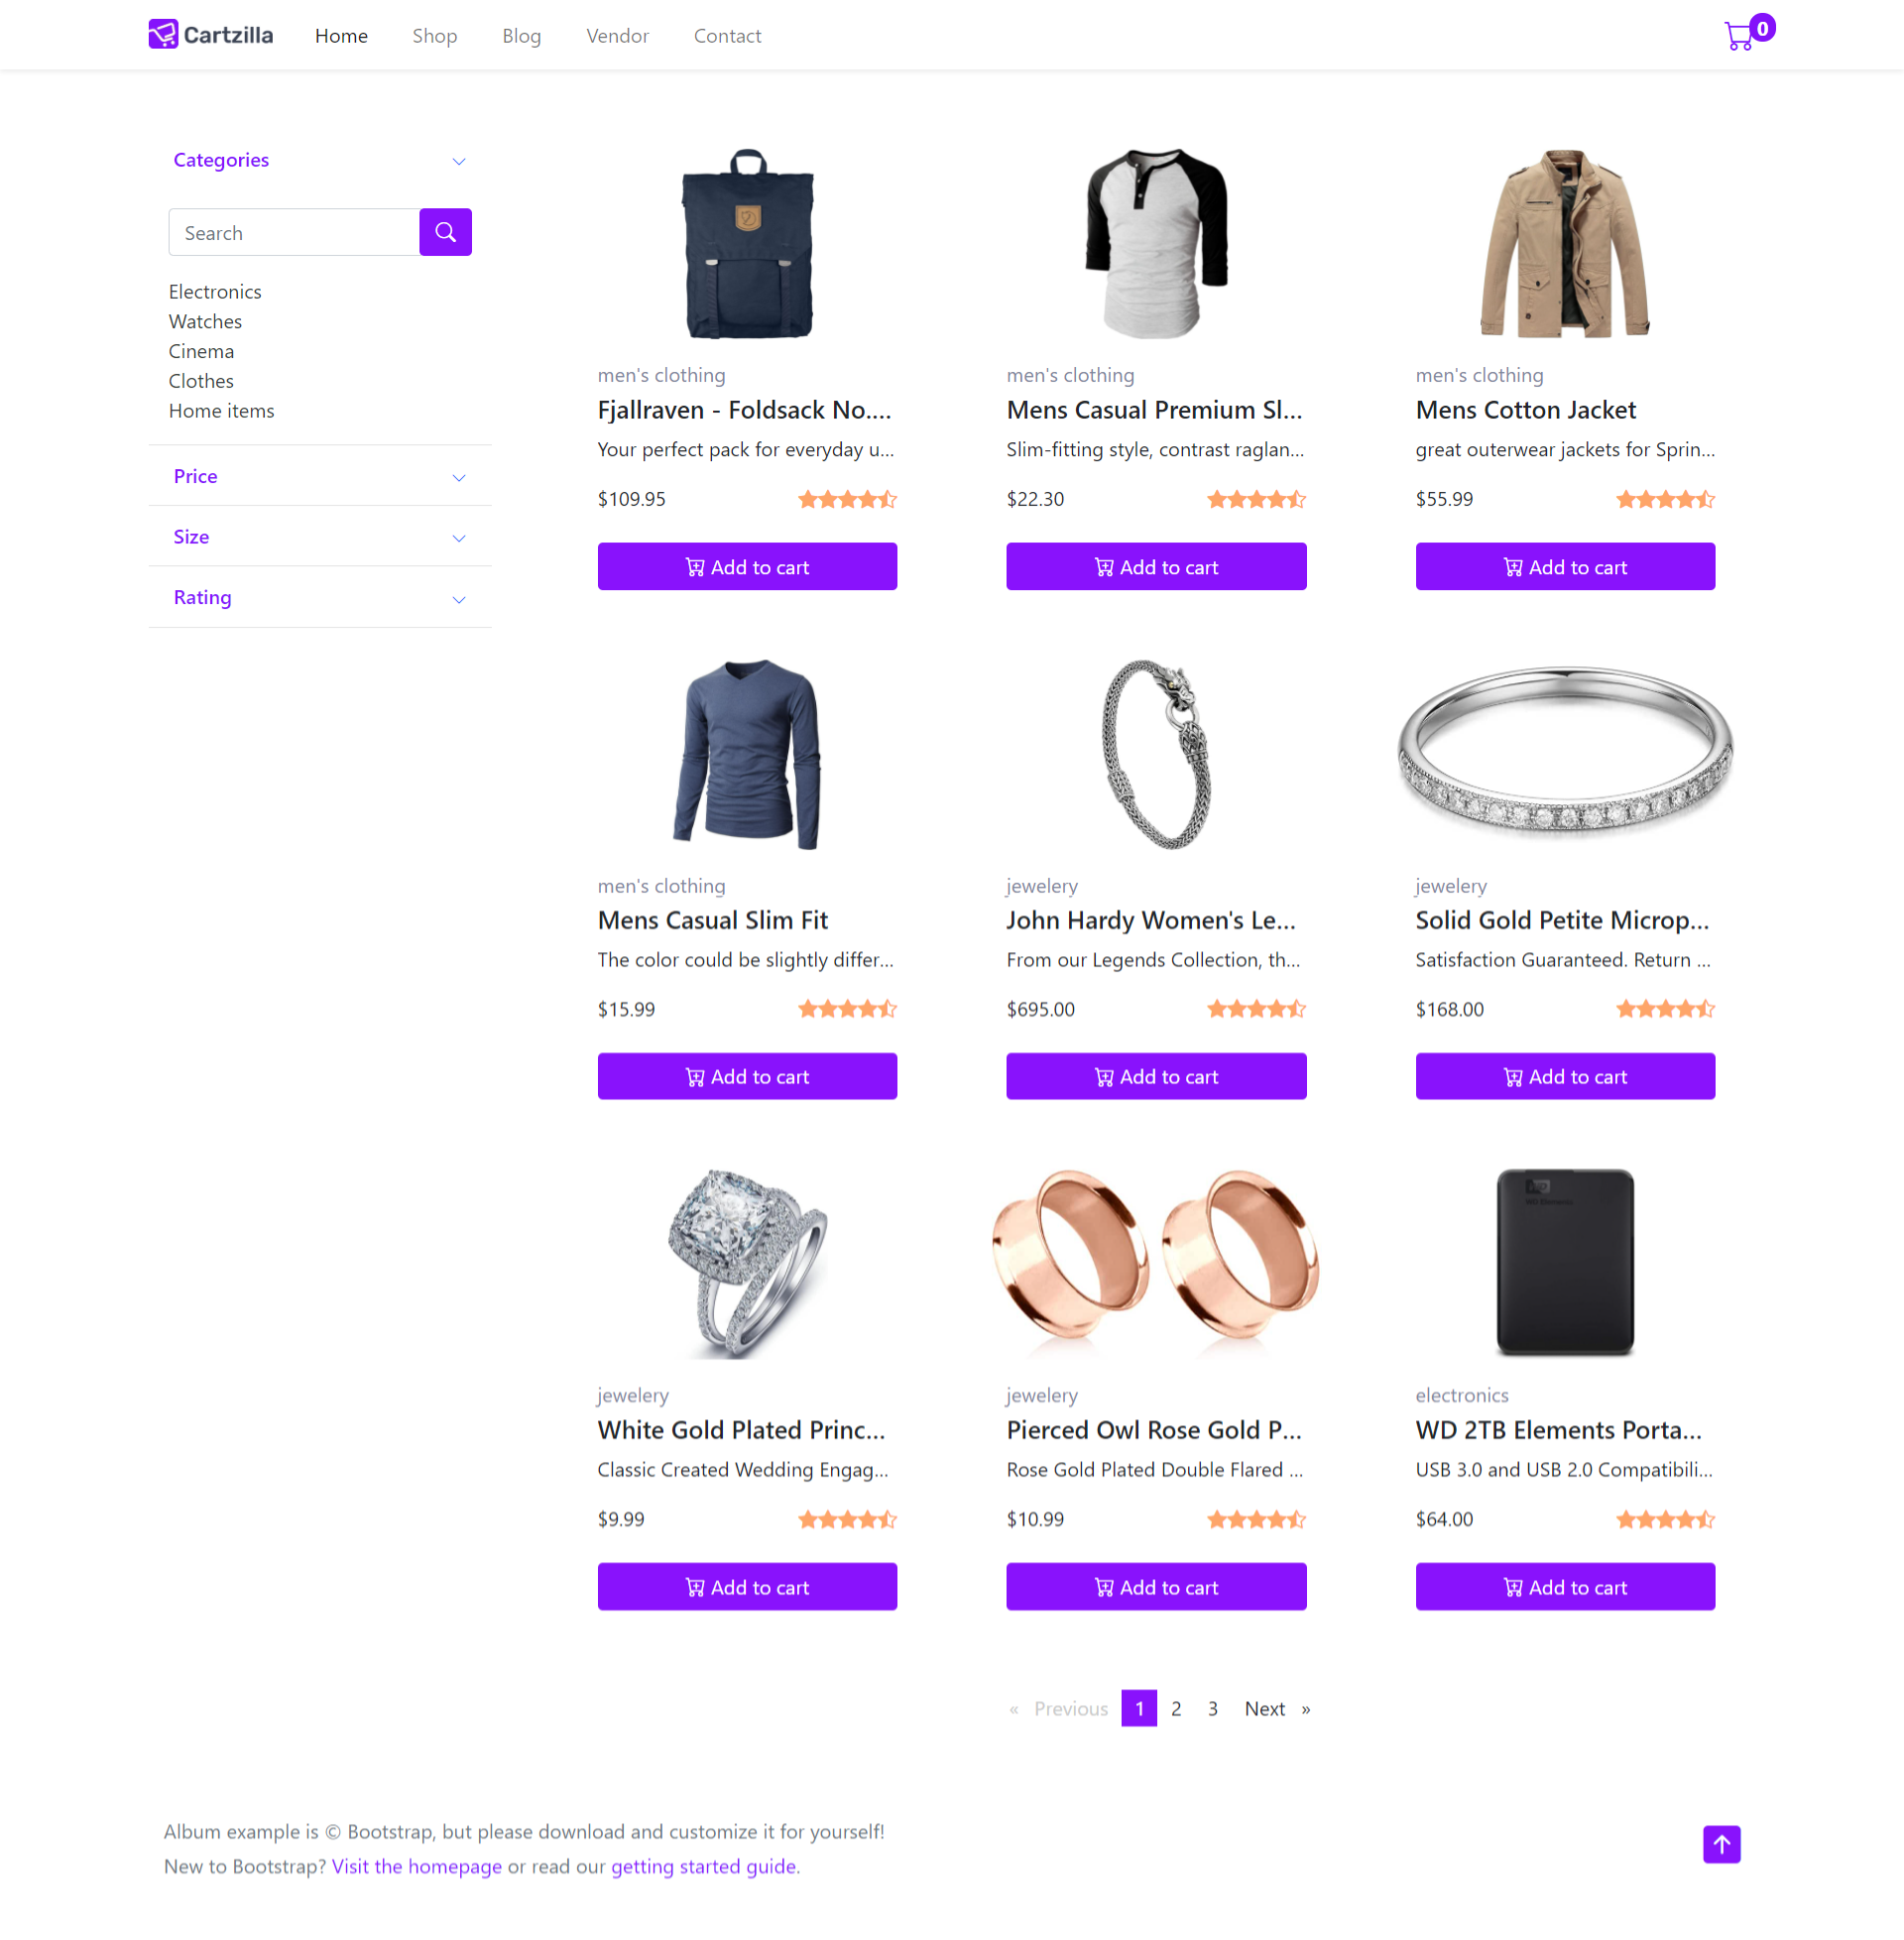 Cartzilla Home Shop Blog Vendor Contact 0
Categories
Search
Electronics
Watches
Cinema
Clothes
Home items
Price
Size
Rating
men's clothing
Fjallraven - Foldsack No....
Your perfect pack for everyday u...
$109.95
Add to cart
men's clothing
Mens Casual Premium Sl...
Slim-fitting style, contrast raglan...
$22.30
Add to cart
men's clothing
Mens Cotton Jacket
great outerwear jackets for Sprin...
$55.99
Add to cart
men's clothing
Mens Casual Slim Fit
The color could be slightly differ...
$15.99
Add to cart
jewelery
John Hardy Women's Le...
From our Legends Collection, th...
$695.00
Add to cart
jewelery
Solid Gold Petite Microp...
Satisfaction Guaranteed. Return ...
$168.00
Add to cart
jewelery
White Gold Plated Princ...
Classic Created Wedding Engag...
$9.99
Add to cart
jewelery
Pierced Owl Rose Gold P...
Rose Gold Plated Double Flared ...
$10.99
Add to cart
WD
WD Elements
electronics
WD 2TB Elements Porta...
USB 3.0 and USB 2.0 Compatibili...
$64.00
Add to cart
« Previous 1 2 3 Next »
Album example is © Bootstrap, but please download and customize it for yourself!
New to Bootstrap? Visit the homepage or read our getting started guide.